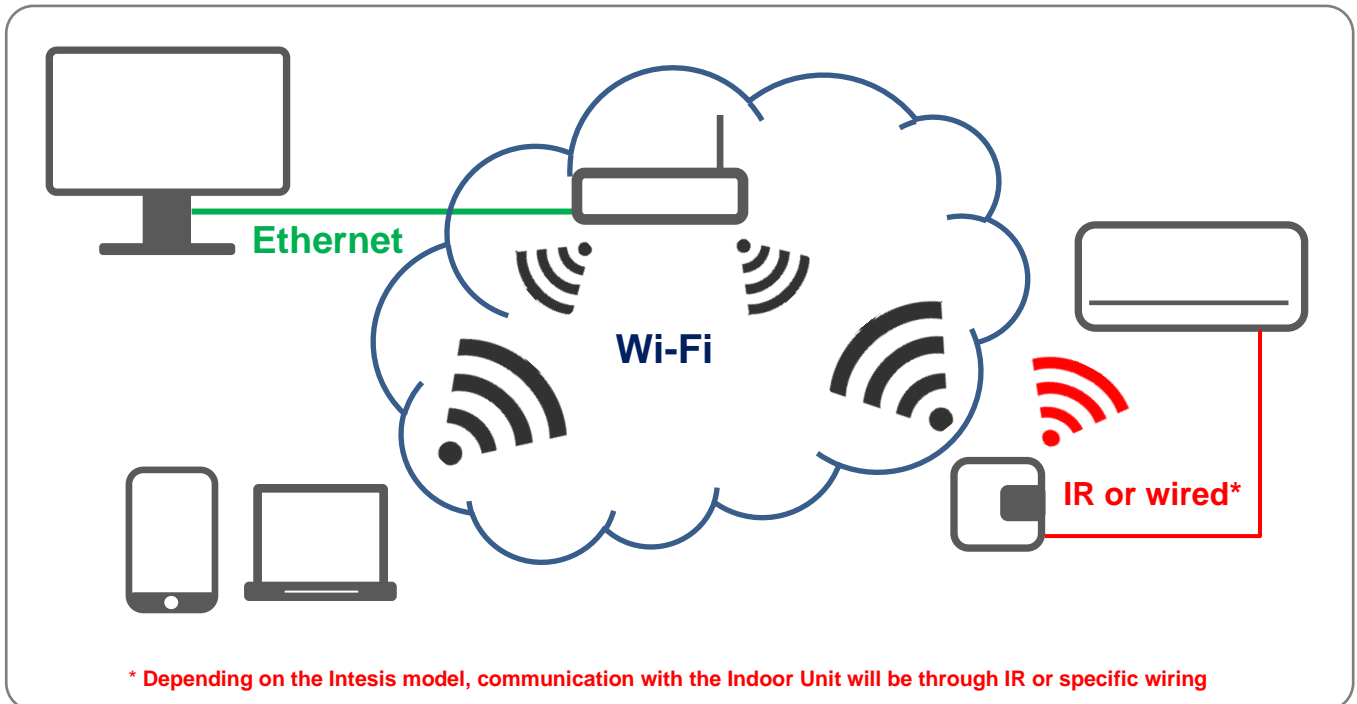 Ethernet
Wi-Fi
IR or wired*
* Depending on the Intesis model, communication with the Indoor Unit will be through IR or specific wiring